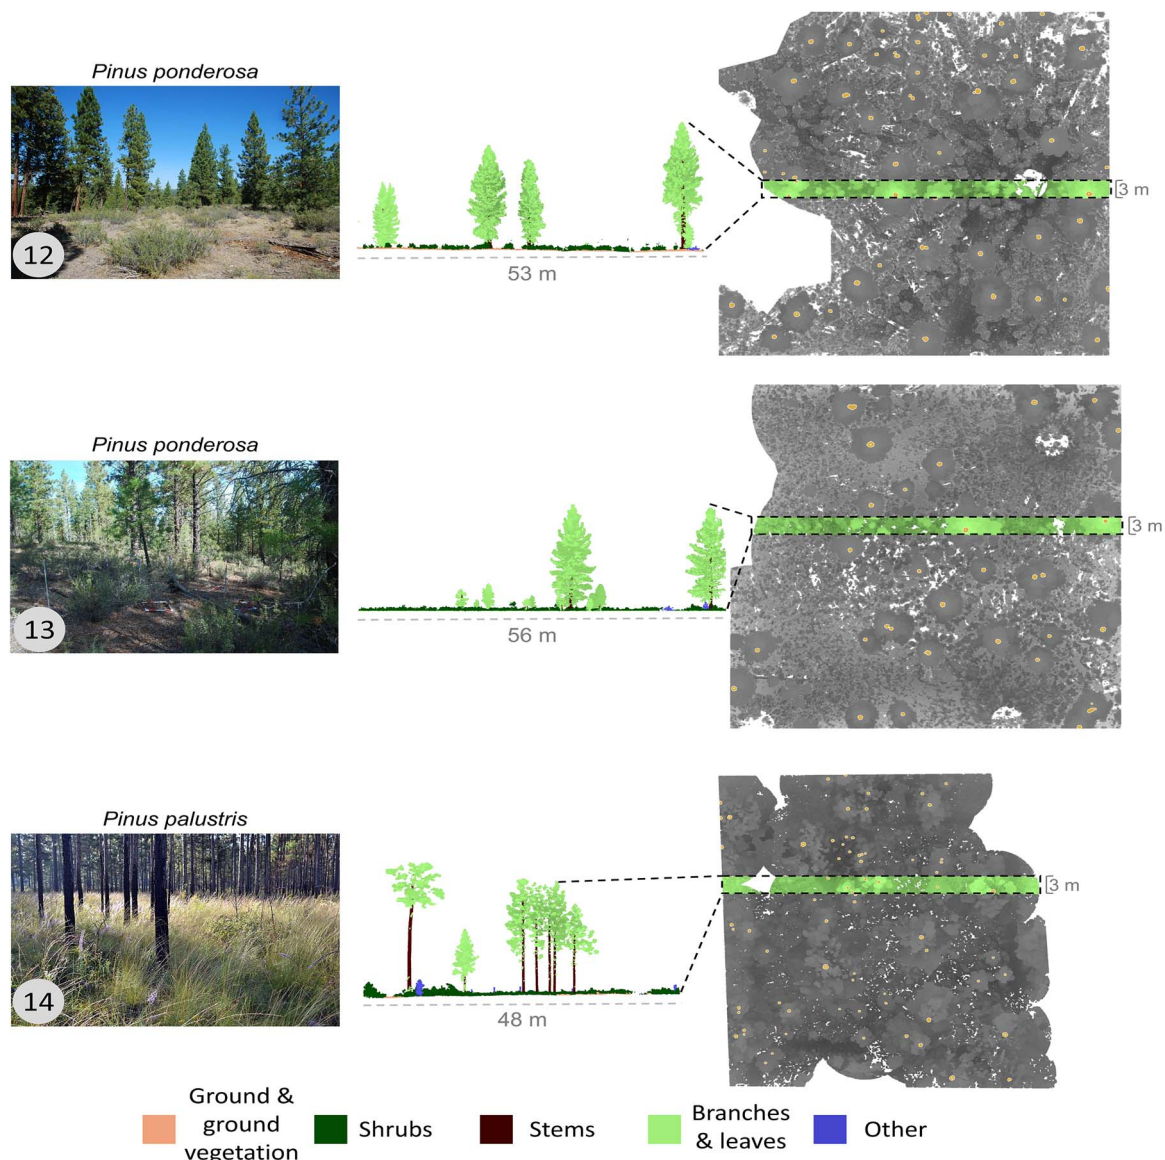 Pinus ponderosa
12
53 m
3 m
Pinus ponderosa
13
56 m
3 m
Pinus palustris
14
48 m
3 m
Ground &
ground
vegetation
Shrubs
Stems
Branches
& leaves
Other